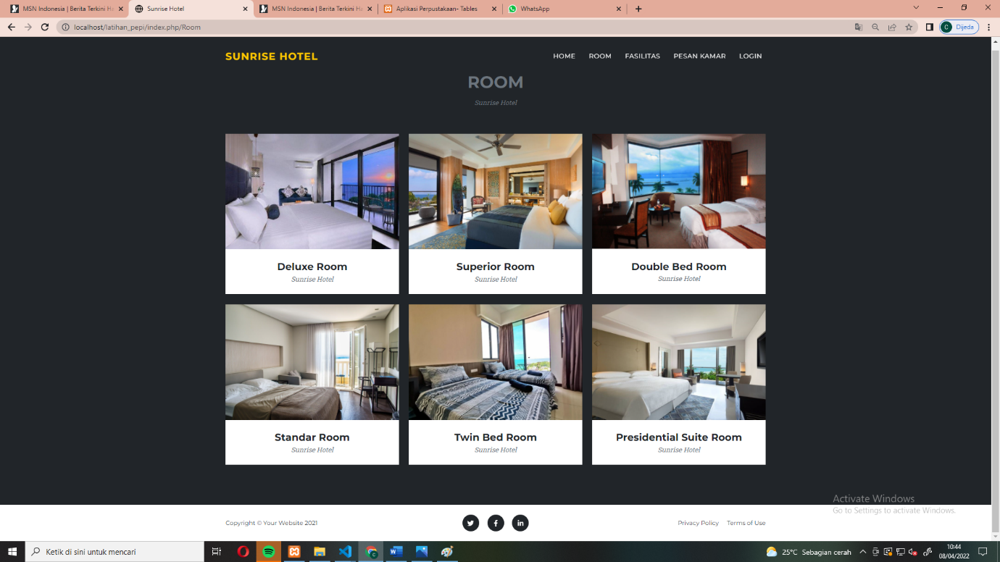 MSN Indonesia | Berita Terkini Ha
Sunrise Hotel
MSN Indonesia | Berita Terkini Ha
Aplikasi Perpustakaan- Tables
WhatsApp
localhost/latihan_pepi/index.php/Room
C
Dijeda
SUNRISE HOTEL
HOME
ROOM
FASILITAS
PESAN KAMAR
LOGIN
ROOM
Sunrise Hotel
Deluxe Room
Sunrise Hotel
Superior Room
Sunrise Hotel
Double Bed Room
Sunrise Hotel
Standar Room
Sunrise Hotel
Twin Bed Room
Sunrise Hotel
Presidential Suite Room
Sunrise Hotel
Activate Windows
Go to Settings to activate Windows.
Copyright © Your Website 2021
Privacy Policy
Terms of Use
Ketik di sini untuk mencari
25°C Sebagian cerah
10:44
08/04/2022